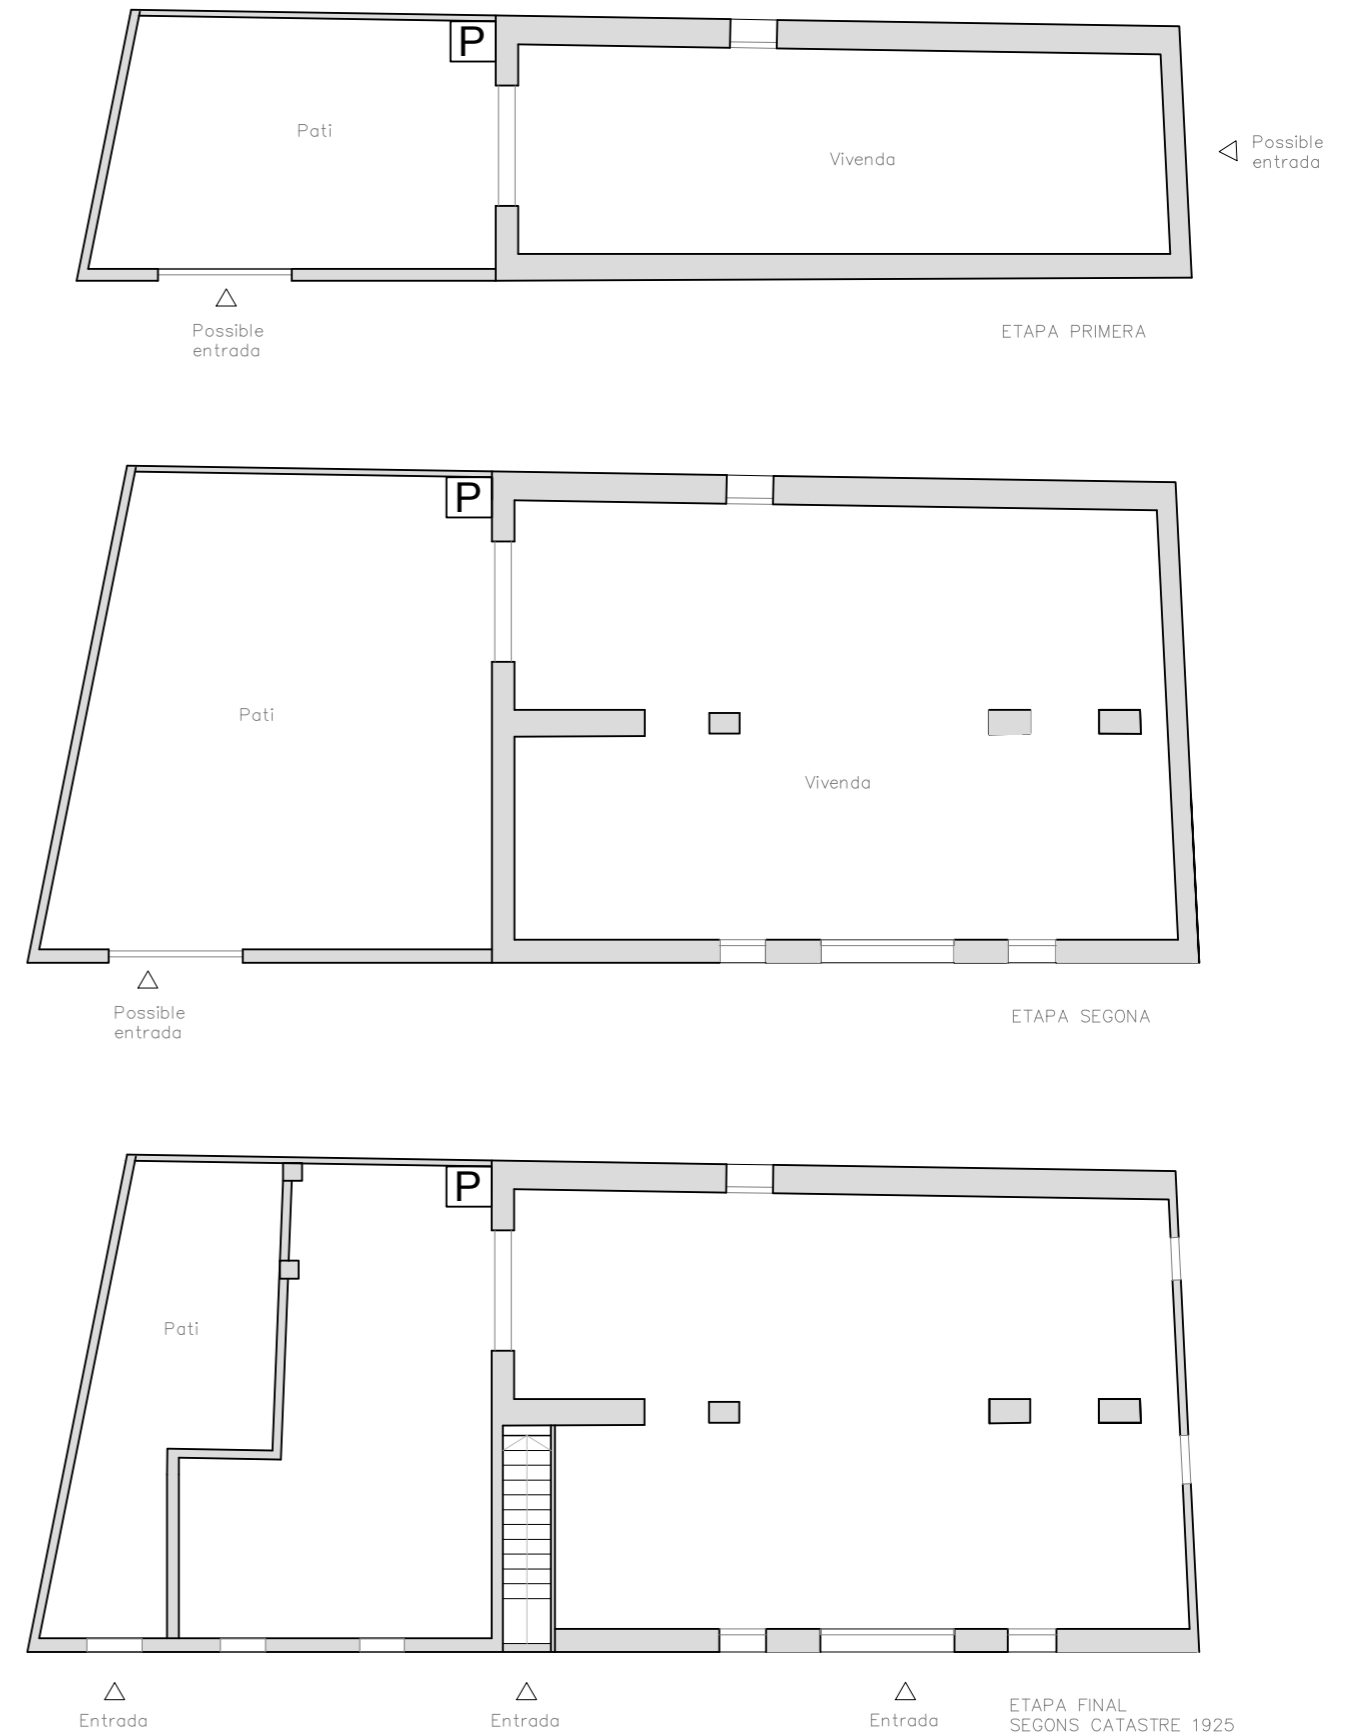 P
Pati
Vivenda
Possible
entrada
Possible
entrada
ETAPA PRIMERA
P
Pati
Vivenda
Possible
entrada
ETAPA SEGONA
P
Pati
Entrada
Entrada
Entrada
ETAPA FINAL
SEGONS CATASTRE 1925